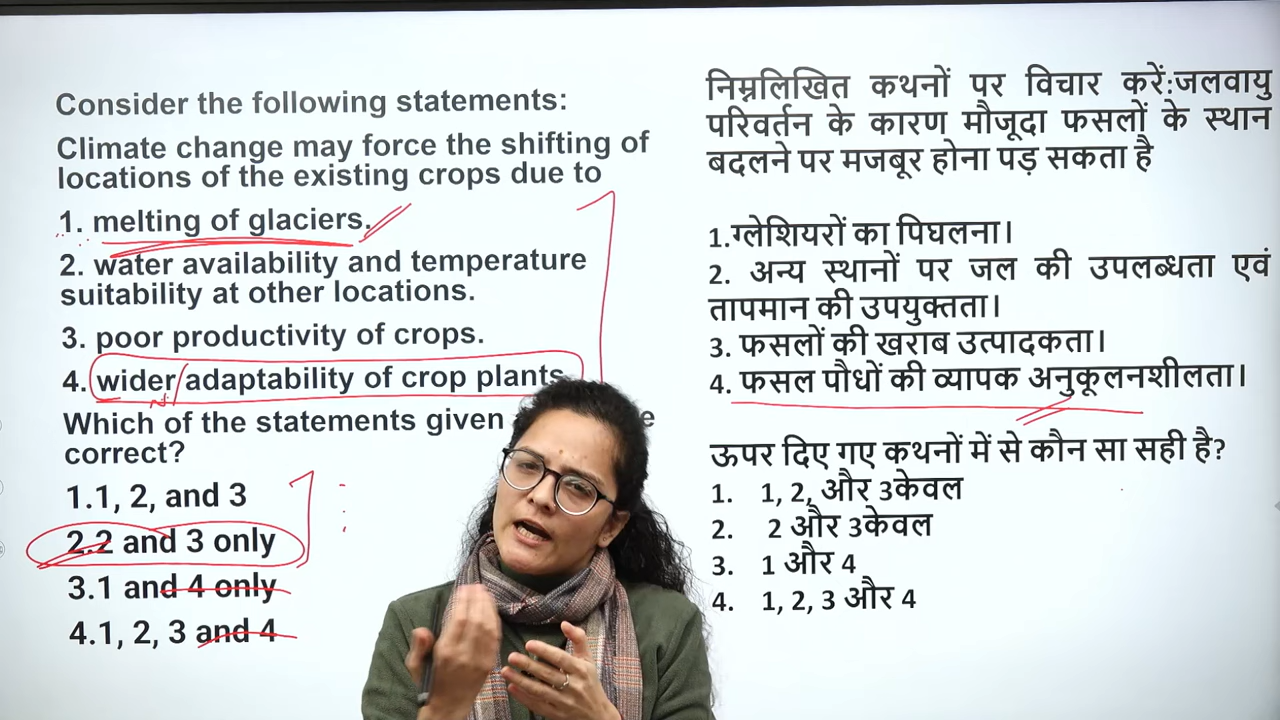 Consider the following statements:
Climate change may force the shifting of
locations of the existing crops due to
1. melting of glaciers.
2. water availability and temperature
suitability at other locations.
3. poor productivity of crops.
4. wider adaptability of crop plants
Which of the statements given
correct?
1.1, 2, and 3
2.2 and 3 only
3.1 and 4 only
4.1, 2, 3 and 4
निम्नलिखित कथनों पर विचार करें:जलवायु
परिवर्तन के कारण मौजूदा फसलों के स्थान
बदलने पर मजबूर होना पड़ सकता है
1.ग्लेशियरों का पिघलना।
2. अन्य स्थानों पर जल की उपलब्धता एवं
तापमान की उपयुक्तता।
3. फसलों की खराब उत्पादकता।
4. फसल पौधों की व्यापक अनुकूलनशीलता।
ऊपर दिए गए कथनों में से कौन सा सही है?
1. 1, 2, और 3केवल
2. 2 और 3केवल
3. 1 और 4
4. 1, 2, 3 और 4